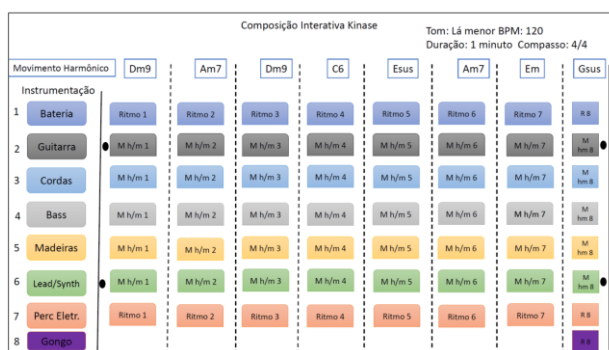 Composição Interativa Kinase
Tom: Lá menor BPM: 120
Duração: 1 minuto Compasso: 4/4
Movimento Harmônico Dm9 Am7 Dm9 C6 Esus Am7 Em Gsus
Instrumentação
1 Bateria Ritmo 1 Ritmo 2 Ritmo 3 Ritmo 4 Ritmo 5 Ritmo 6 Ritmo 7 R 8
2 Guitarra M h/m 1 M h/m 2 M h/m 3 M h/m 4 M h/m 5 M h/m 6 M h/m 7 M hm 8
3 Cordas M h/m 1 M h/m 2 M h/m 3 M h/m 4 M h/m 5 M h/m 6 M h/m 7 M hm 8
4 Bass M h/m 1 M h/m 2 M h/m 3 M h/m 4 M h/m 5 M h/m 6 M h/m 7 M hm 8
5 Madeiras M h/m 1 M h/m 2 M h/m 3 M h/m 4 M h/m 5 M h/m 6 M h/m 7 M hm 8
6 Lead/Synth M h/m 1 M h/m 2 M h/m 3 M h/m 4 M h/m 5 M h/m 6 M h/m 7 M hm 8
7 Perc Eletr. Ritmo 1 Ritmo 2 Ritmo 3 Ritmo 4 Ritmo 5 Ritmo 6 Ritmo 7 R 8
8 Gongo R 8